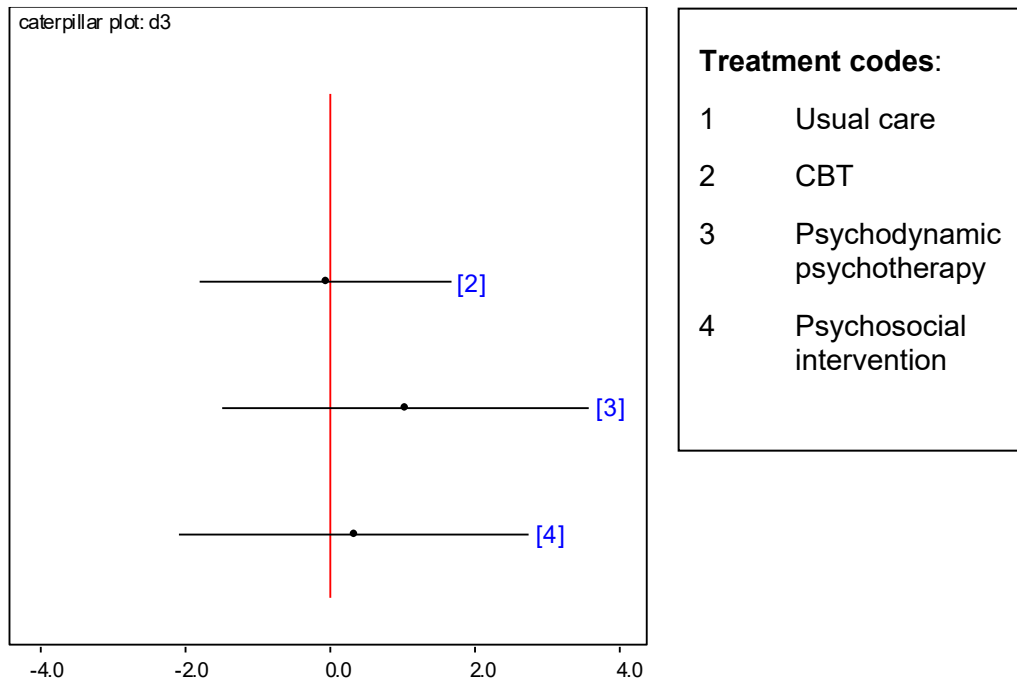 caterpillar plot: d3
[2]
[3]
[4]
-4.0 -2.0 0.0 2.0 4.0
Treatment codes:
1 Usual care
2 CBT
3 Psychodynamic
psychotherapy
4 Psychosocial
intervention